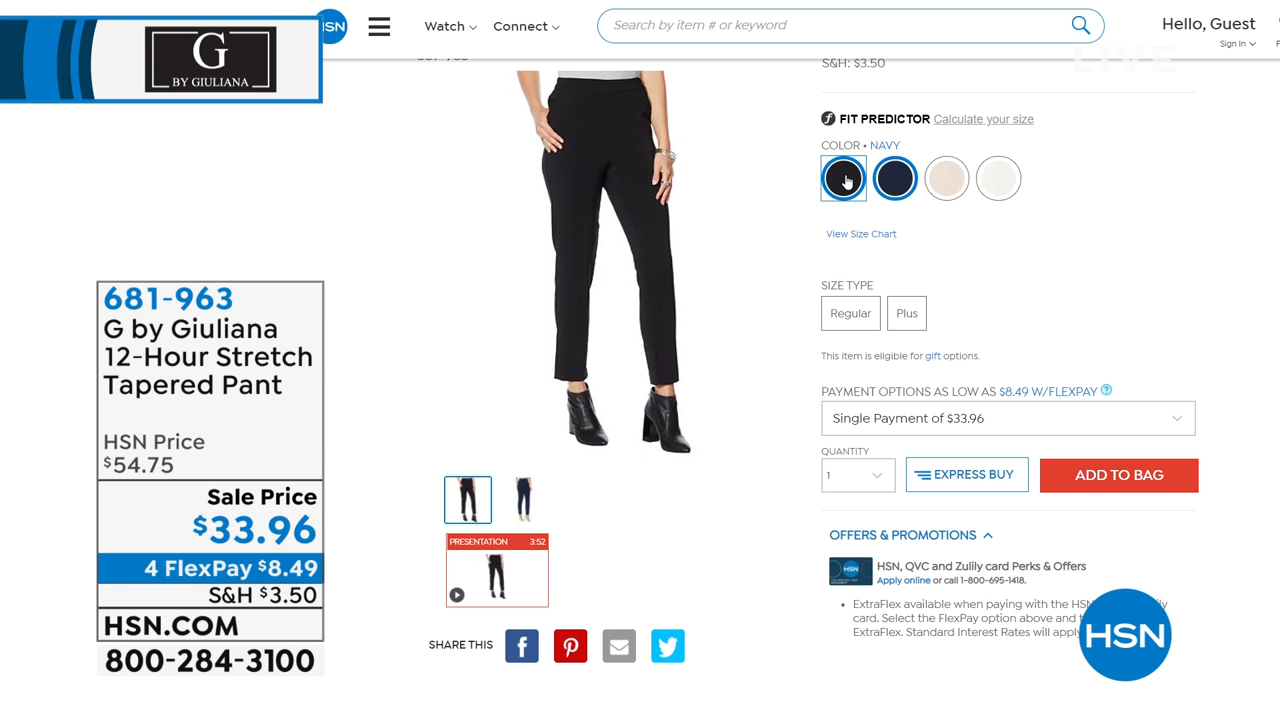 G
BY GIULIANA
HSN
Watch
Connect
Search by item # or keyword
Hello, Guest
Sign In
LIVE
S&H: $3.50
FIT PREDICTOR Calculate your size
COLOR • NAVY
View Size Chart
SIZE TYPE
Regular
Plus
This item is eligible for gift options.
PAYMENT OPTIONS AS LOW AS $8.49 W/FLEXPAY ?
Single Payment of $33.96
QUANTITY
1
EXPRESS BUY
ADD TO BAG
OFFERS & PROMOTIONS
HSN
HSN, QVC and Zulily card Perks & Offers
Apply online or call 1-800-695-1418.
• ExtraFlex available when paying with the HSN
card. Select the FlexPay option above and
ExtraFlex. Standard Interest Rates will apply
HSN
681-963
G by Giuliana
12-Hour Stretch
Tapered Pant
HSN Price
$54.75
Sale Price
$33.96
4 FlexPay $8.49
S&H $3.50
HSN.COM
800-284-3100
PRESENTATION 3:52
SHARE THIS